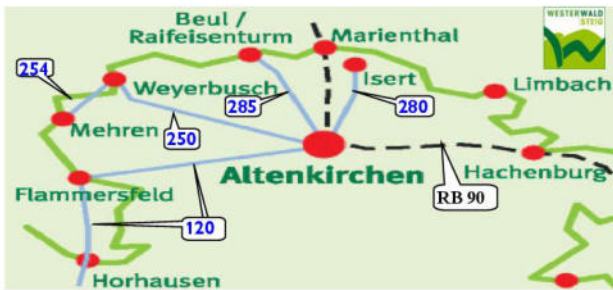 WESTERWALD
STEIG
Beul /
Raifeisenturm
Marienthal
254
Weyerbusch
285
Isert
280
Limbach
Mehren
250
Altenkirchen
Hachenburg
Flammersfeld
RB 90
120
Horhausen